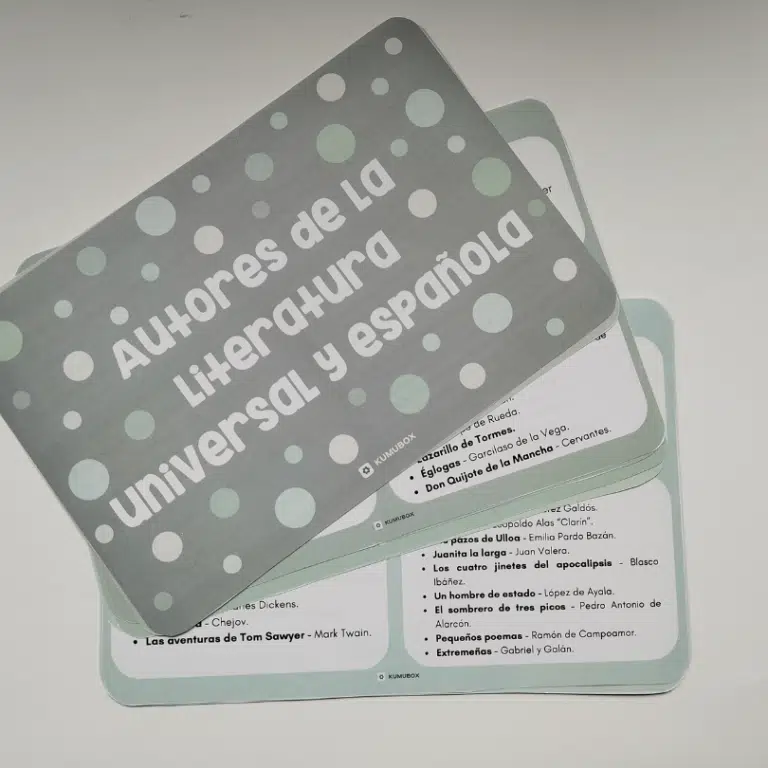 Autores de la
literatura
universal y española
KUMUBOX
de Rueda.
Lazarillo de Tormes.
• Églogas - Garcilaso de la Vega.
• Don Quijote de la Mancha - Cervantes.
KUMUBOX
Galdós.
Leopoldo Alas "Clarín".
pazos de Ulloa - Emilia Pardo Bazán.
• Juanita la larga - Juan Valera.
• Los cuatro jinetes del apocalipsis - Blasco
Ibáñez.
• Un hombre de estado - López de Ayala.
• El sombrero de tres picos - Pedro Antonio de
Alarcón.
• Pequeños poemas - Ramón de Campoamor.
• Extremeñas - Gabriel y Galán.
Dickens.
- Chejov.
• Las aventuras de Tom Sawyer - Mark Twain.
KUMUBOX